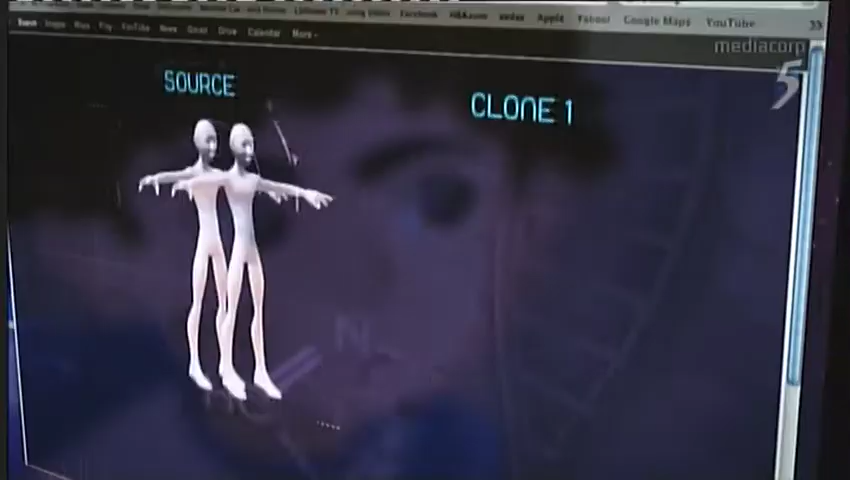 Facebook Apple Yahoo! Google Maps YouTube
YouTube News Gmail Drive Calendar More
mediacorp
5
SOURCE
CLONE 1